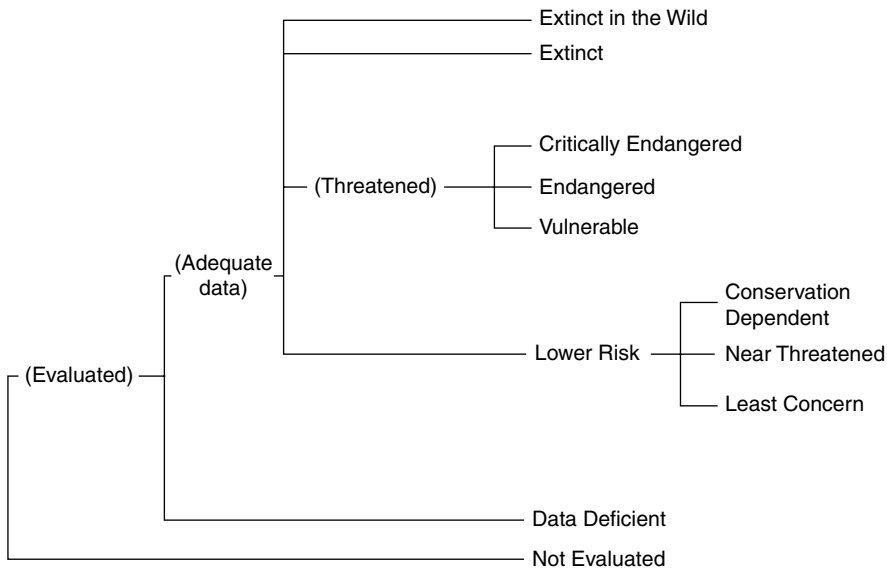 Extinct in the Wild
Extinct
Critically Endangered
(Threatened)
Endangered
Vulnerable
(Adequate
data)
Conservation
Dependent
Lower Risk
Near Threatened
(Evaluated)
Least Concern
Data Deficient
Not Evaluated